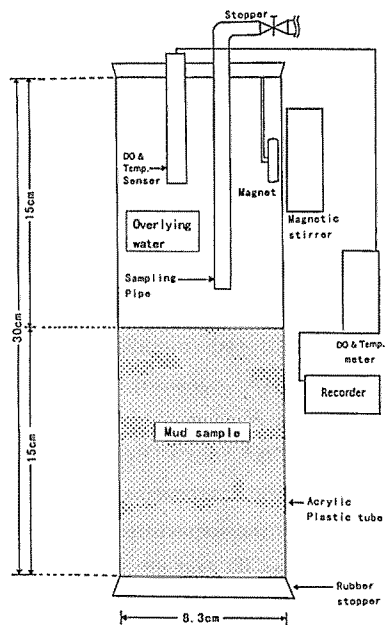 Stopper
DO &
Temp.
Sensor
Magnet
Magnetic
stirrer
Overlying
water
Sampling
Pipe
15cm
30cm
15cm
DO & Temp.
meter
Recorder
Mud sample
Acrylic
Plastic tube
Rubber
stopper
8.3cm